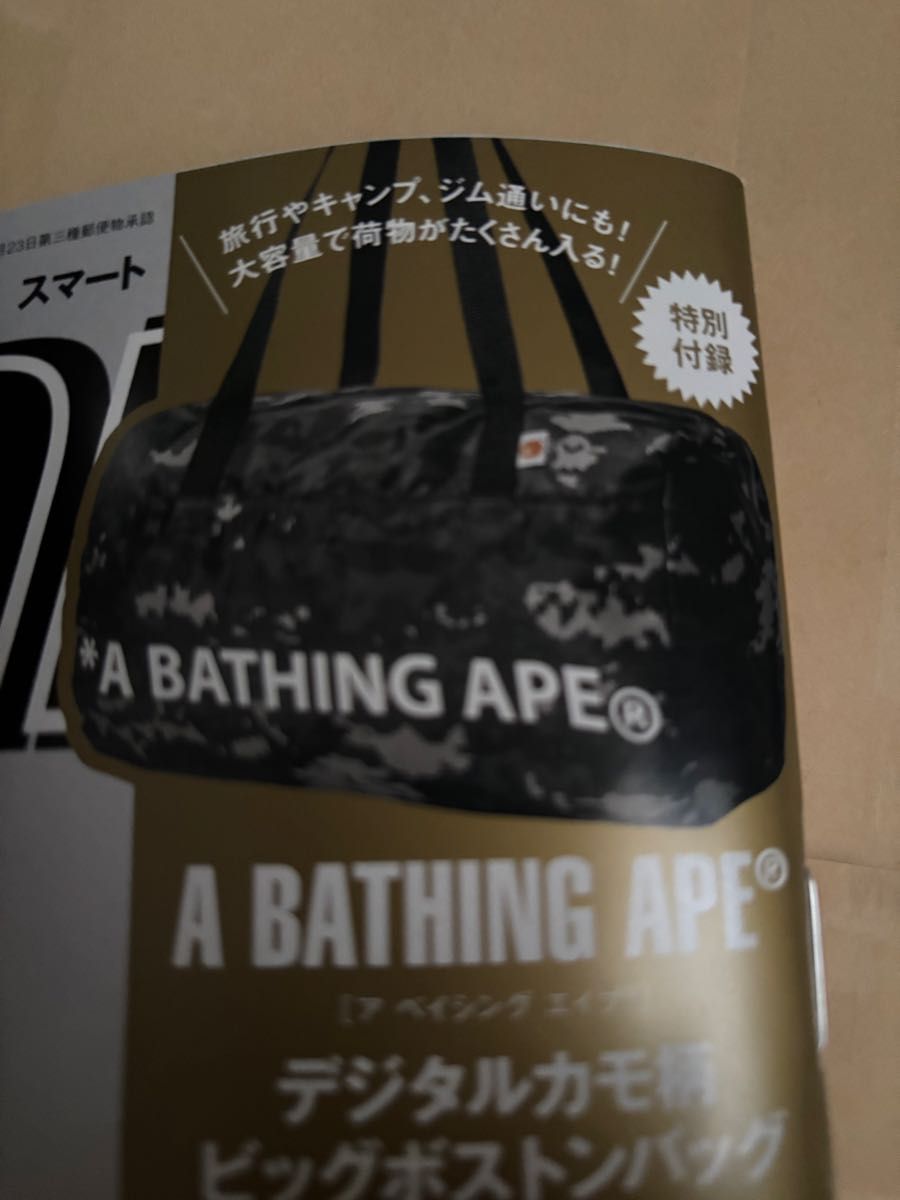 月23日第三種郵便物承認
スマート
旅行やキャンプ、ジム通いにも!
大容量で荷物がたくさん入る!
特別
付録
*A BATHING APE®
A BATHING APE®
[ア ベイシング エイプ]
デジタルカモ柄
ビッグボストンバッグ